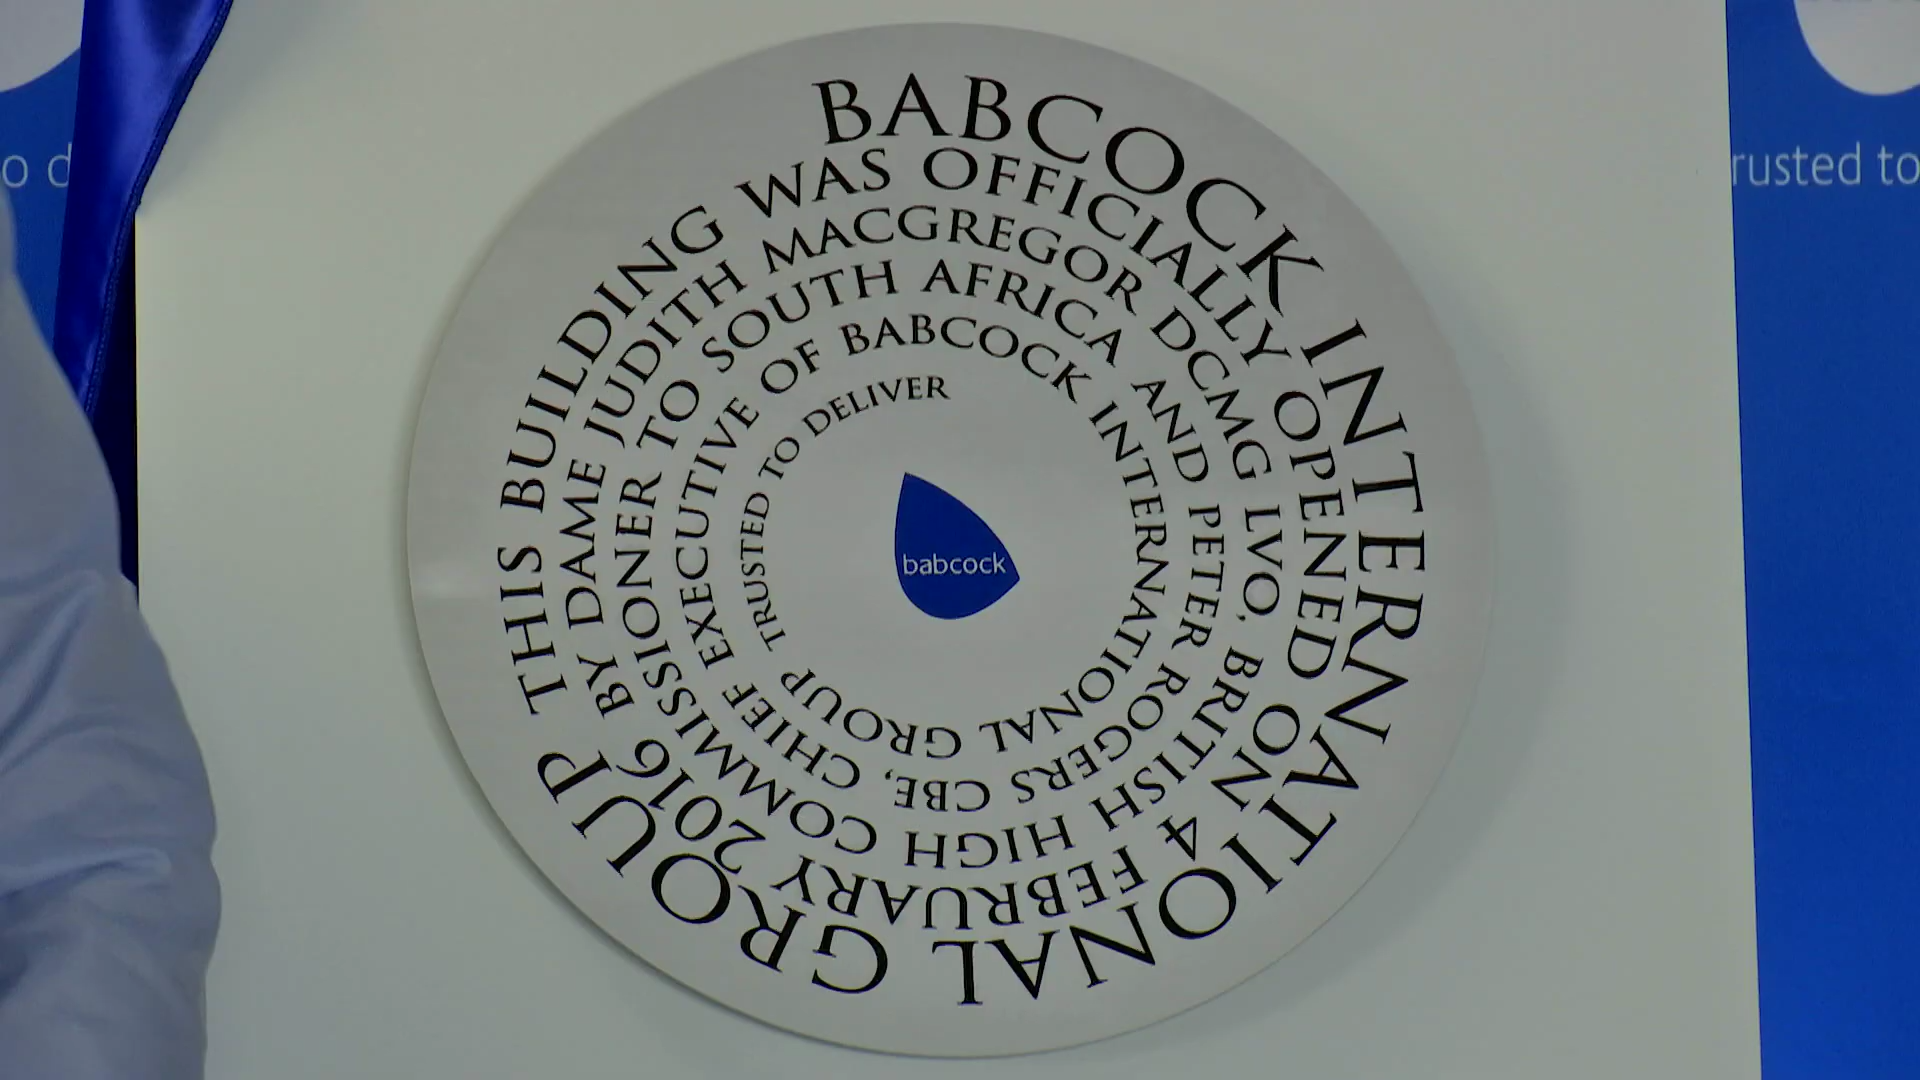 BABCOCK INTERNATIONAL GROUP
THIS BUILDING WAS OFFICIALLY OPENED ON 4 FEBRUARY 2016
BY DAME JUDITH MACGREGOR DCMG LVO, BRITISH HIGH COMMISSIONER
TO SOUTH AFRICA AND PETER ROGERS CBE, CHIEF EXECUTIVE
OF BABCOCK INTERNATIONAL GROUP
TRUSTED TO DELIVER
babcock
o d
rusted to